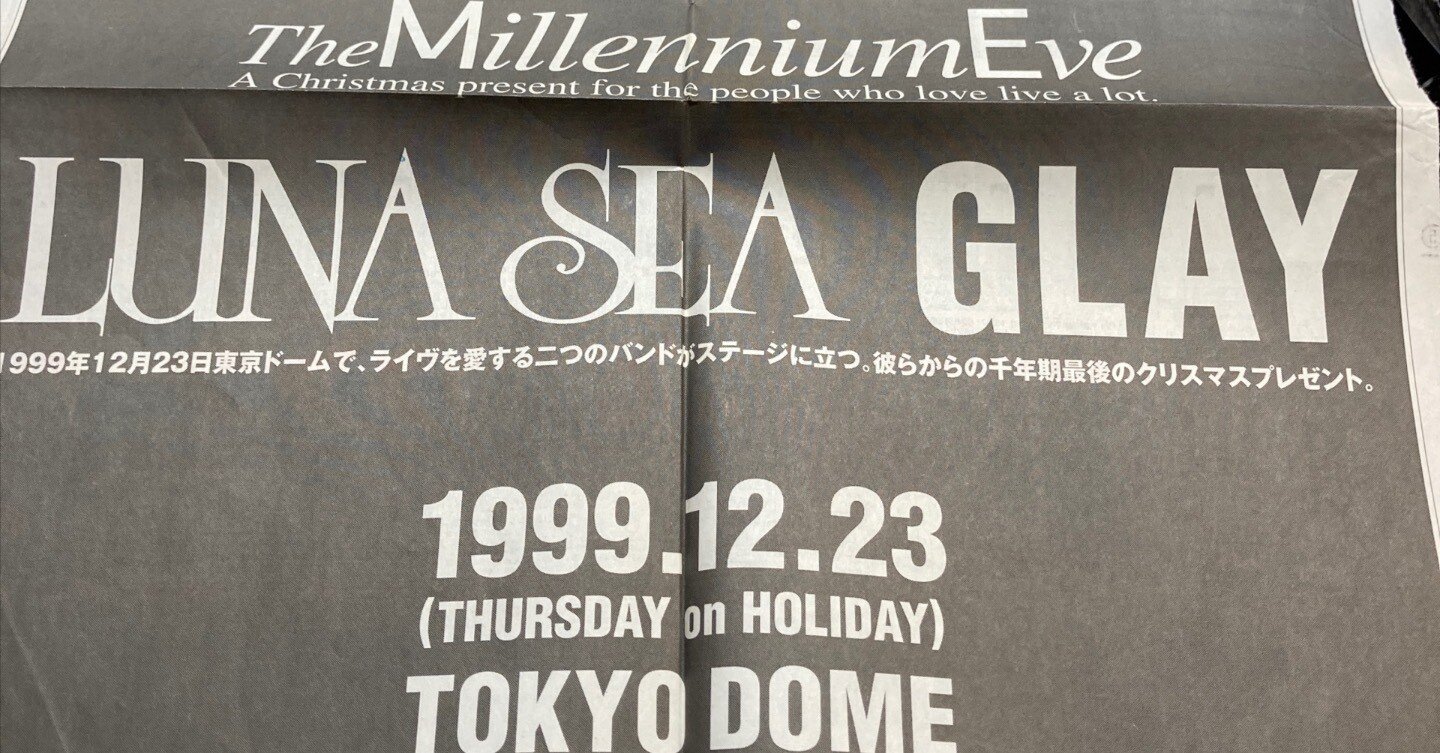 The Millennium Eve
A Christmas present for the people who love live a lot.
LUNA SEA GLAY
1999年12月23日東京ドームで、ライヴを愛する二つのバンドがステージに立つ。彼らからの千年期最後のクリスマスプレゼント。
1999.12.23
(THURSDAY on HOLIDAY)
TOKYO DOME